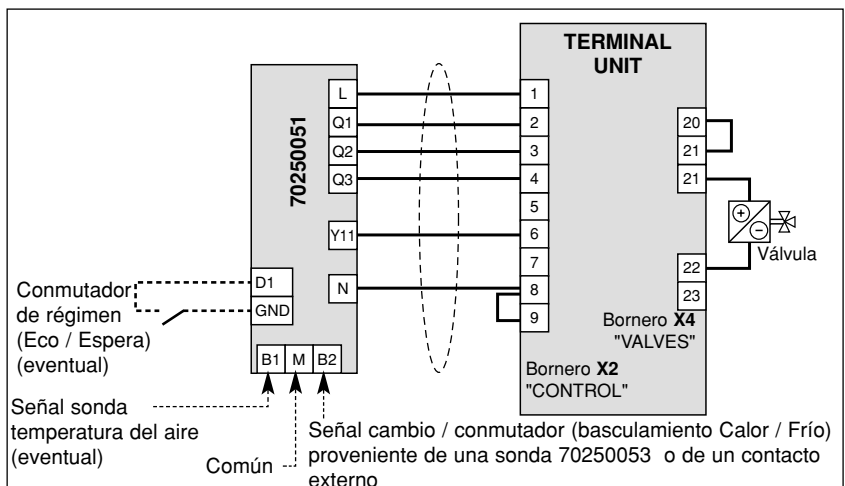 TERMINAL
UNIT
70250051
L
Q1
Q2
Q3
Y11
N
D1
GND
B1 M B2
1
2
3
4
5
6
7
8
9
20
21
21
22
23
Válvula
Bornero X4
"VALVES"
Bornero X2
"CONTROL"
Conmutador
de régimen
(Eco / Espera)
(eventual)
Señal sonda
temperatura del aire
(eventual)
Común
Señal cambio / conmutador (basculamiento Calor / Frío)
proveniente de una sonda 70250053 o de un contacto
externo